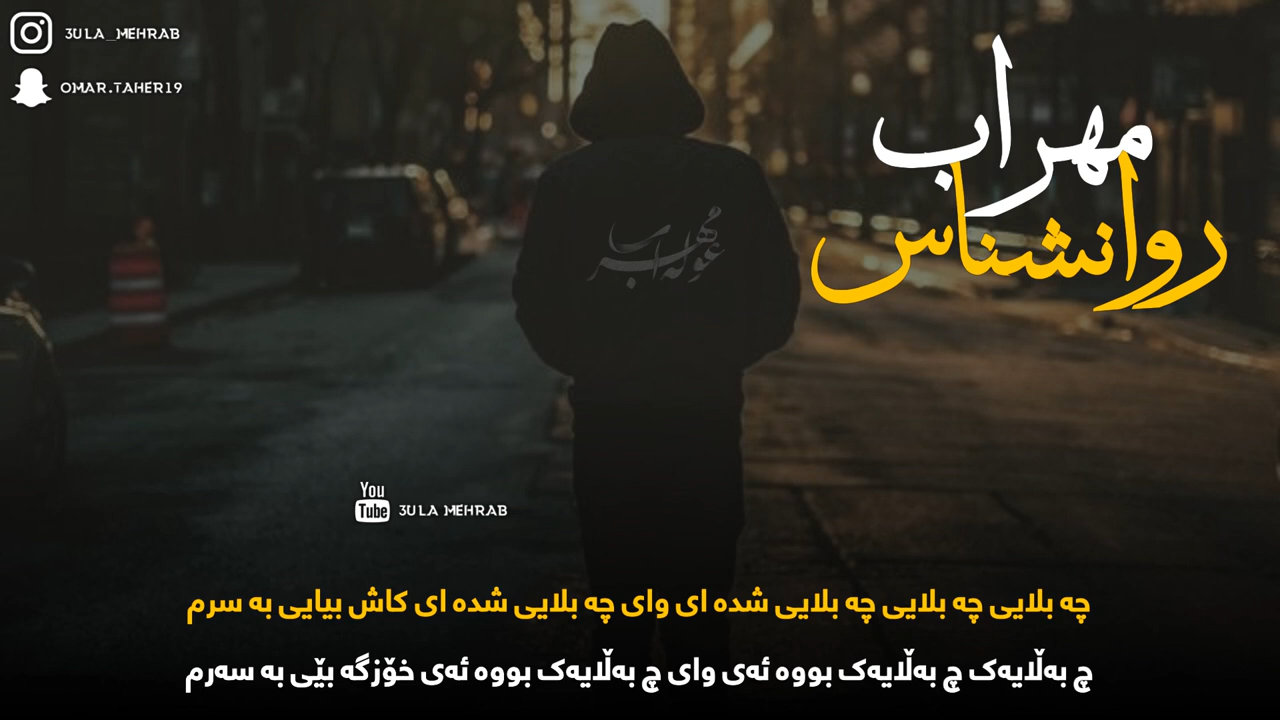 3ULA_MEHRAB
OMAR.TAHER19
مهراب
روانشناس
You
Tube
3ULA MEHRAB
چه بلایی چه بلایی چه بلایی شده ای وای چه بلایی شده ای کاش بیایی به سرم
چ بەڵایەک چ بەڵایەک بووە ئەی وای چ بەڵایەک بووە ئەی خۆزگە بێی بە سەرم